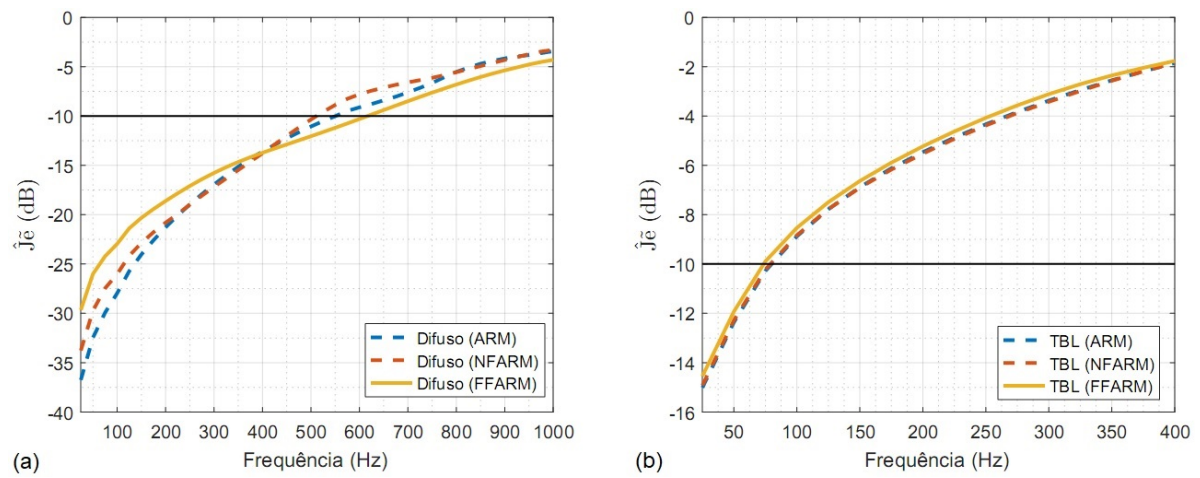 0
-5
-10
-15
-20
-25
-30
-35
-40
Ĵẽ (dB)
100 200 300 400 500 600 700 800 900 1000
Frequência (Hz)
Difuso (ARM)
Difuso (NFARM)
Difuso (FFARM)
(a)
0
-2
-4
-6
-8
-10
-12
-14
-16
Ĵẽ (dB)
50 100 150 200 250 300 350 400
Frequência (Hz)
TBL (ARM)
TBL (NFARM)
TBL (FFARM)
(b)